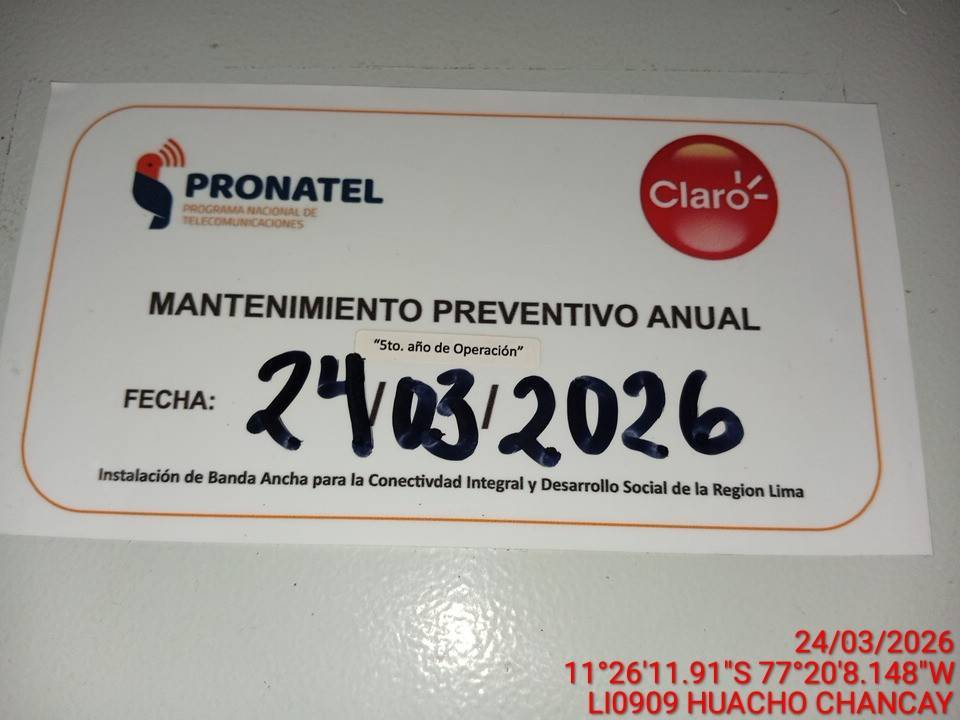 PRONATEL
PROGRAMA NACIONAL DE
TELECOMUNICACIONES
Claro
MANTENIMIENTO PREVENTIVO ANUAL
"5to. año de Operación"
FECHA: 24/03/2026
Instalación de Banda Ancha para la Conectivdad Integral y Desarrollo Social de la Region Lima
24/03/2026
11°26'11.91"S 77°20'8.148"W
LI0909 HUACHO CHANCAY